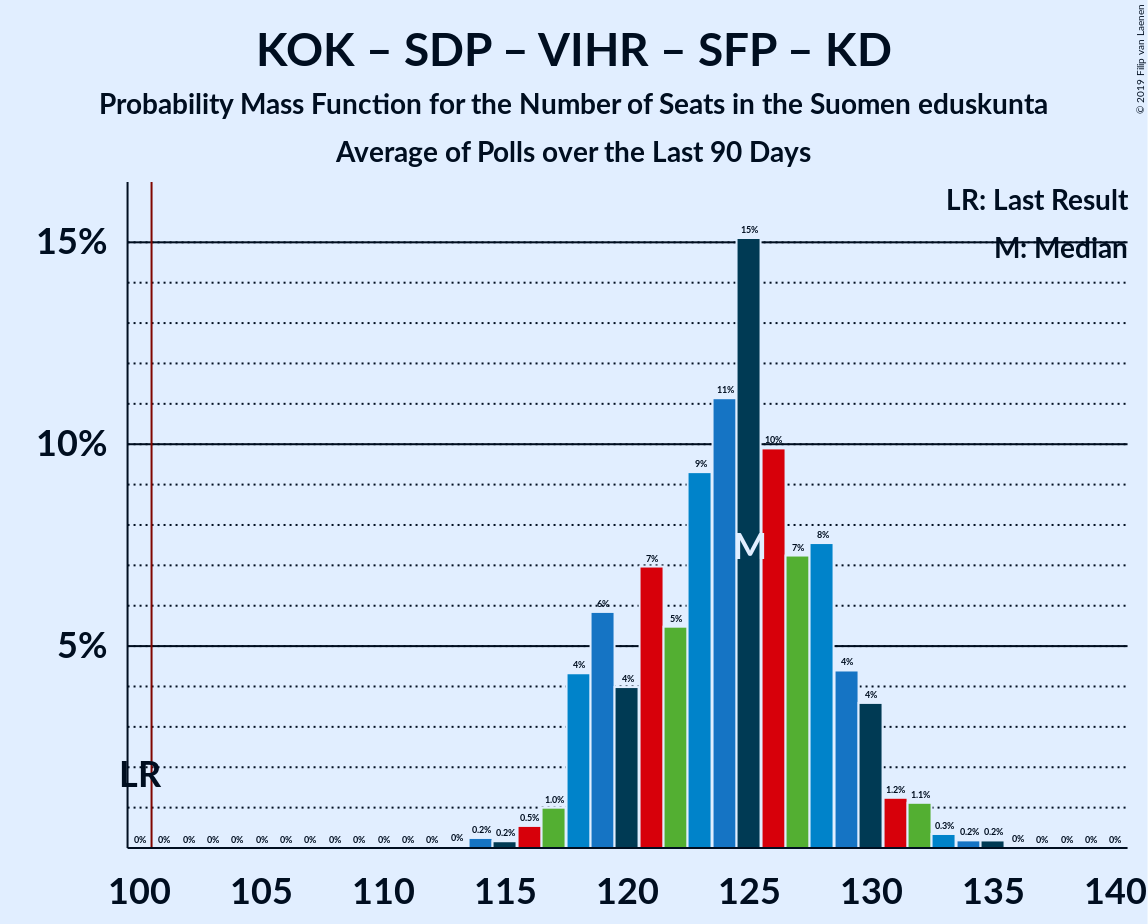 KOK – SDP – VIHR – SFP – KD
Probability Mass Function for the Number of Seats in the Suomen eduskunta
Average of Polls over the Last 90 Days
© 2019 Filip van Laenen
LR: Last Result
M: Median
15%
10%
5%
0% 0% 0% 0% 0% 0% 0% 0% 0% 0% 0% 0% 0% 0% 0.2% 0.2% 0.5% 1.0% 4% 6% 4% 7% 5% 9% 11% 15% 10% 7% 8% 4% 4% 1.2% 1.1% 0.3% 0.2% 0.2% 0% 0% 0% 0% 0%
M
LR
100 105 110 115 120 125 130 135 140